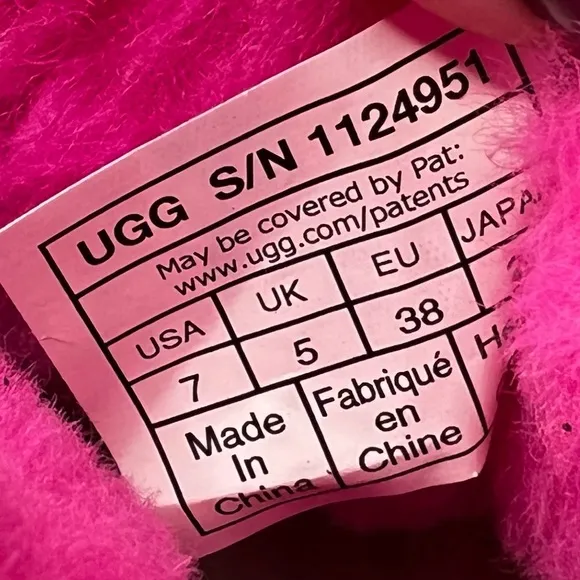 UGG S/N 1124951
May be covered by Pat:
www.ugg.com/patents
USA UK EU
7 5 38
Made In China
Fabriqué en Chine